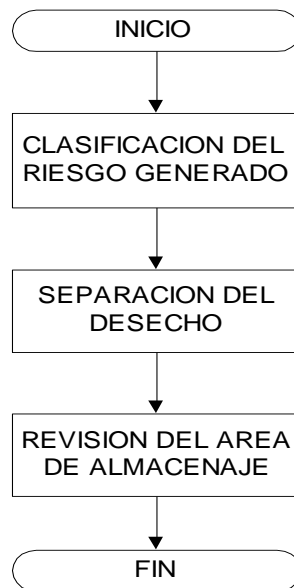 INICIO
CLASIFICACION DEL
RIESGO GENERADO
SEPARACION DEL
DESECHO
REVISION DEL AREA
DE ALMACENAJE
FIN